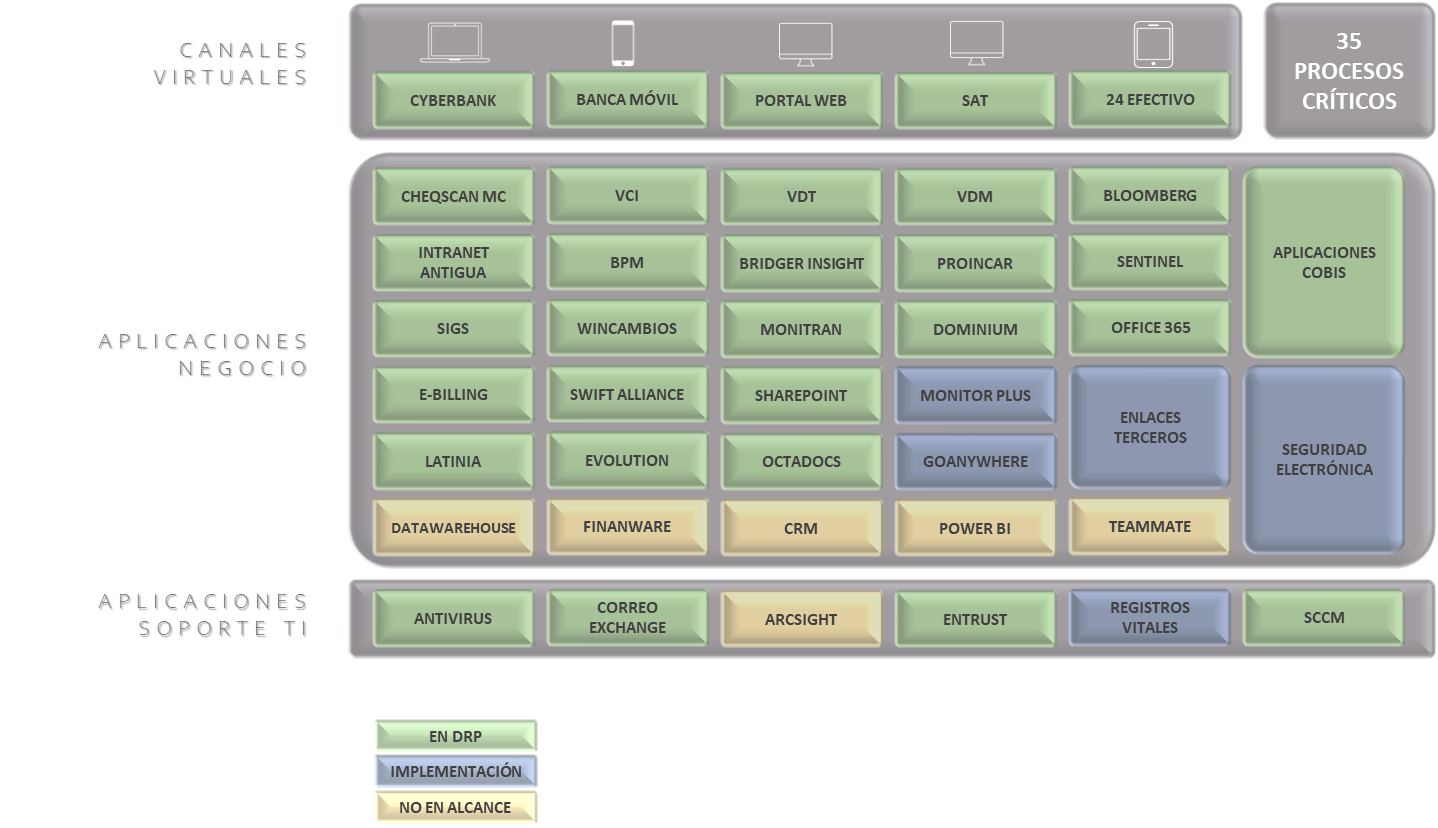 CANALES
VIRTUALES
CYBERBANK
BANCA MÓVIL
PORTAL WEB
SAT
24 EFECTIVO
35
PROCESOS
CRÍTICOS
APLICACIONES
NEGOCIO
CHEQSCAN MC
VCI
VDT
VDM
BLOOMBERG
APLICACIONES
COBIS
INTRANET
ANTIGUA
BPM
BRIDGER INSIGHT
PROINCAR
SENTINEL
SIGS
WINCAMBIOS
MONITRAN
DOMINIUM
OFFICE 365
E-BILLING
SWIFT ALLIANCE
SHAREPOINT
MONITOR PLUS
ENLACES
TERCEROS
SEGURIDAD
ELECTRÓNICA
LATINIA
EVOLUTION
OCTADOCS
GOANYWHERE
DATAWAREHOUSE
FINANWARE
CRM
POWER BI
TEAMMATE
APLICACIONES
SOPORTE TI
ANTIVIRUS
CORREO
EXCHANGE
ARCSIGHT
ENTRUST
REGISTROS
VITALES
SCCM
EN DRP
IMPLEMENTACIÓN
NO EN ALCANCE